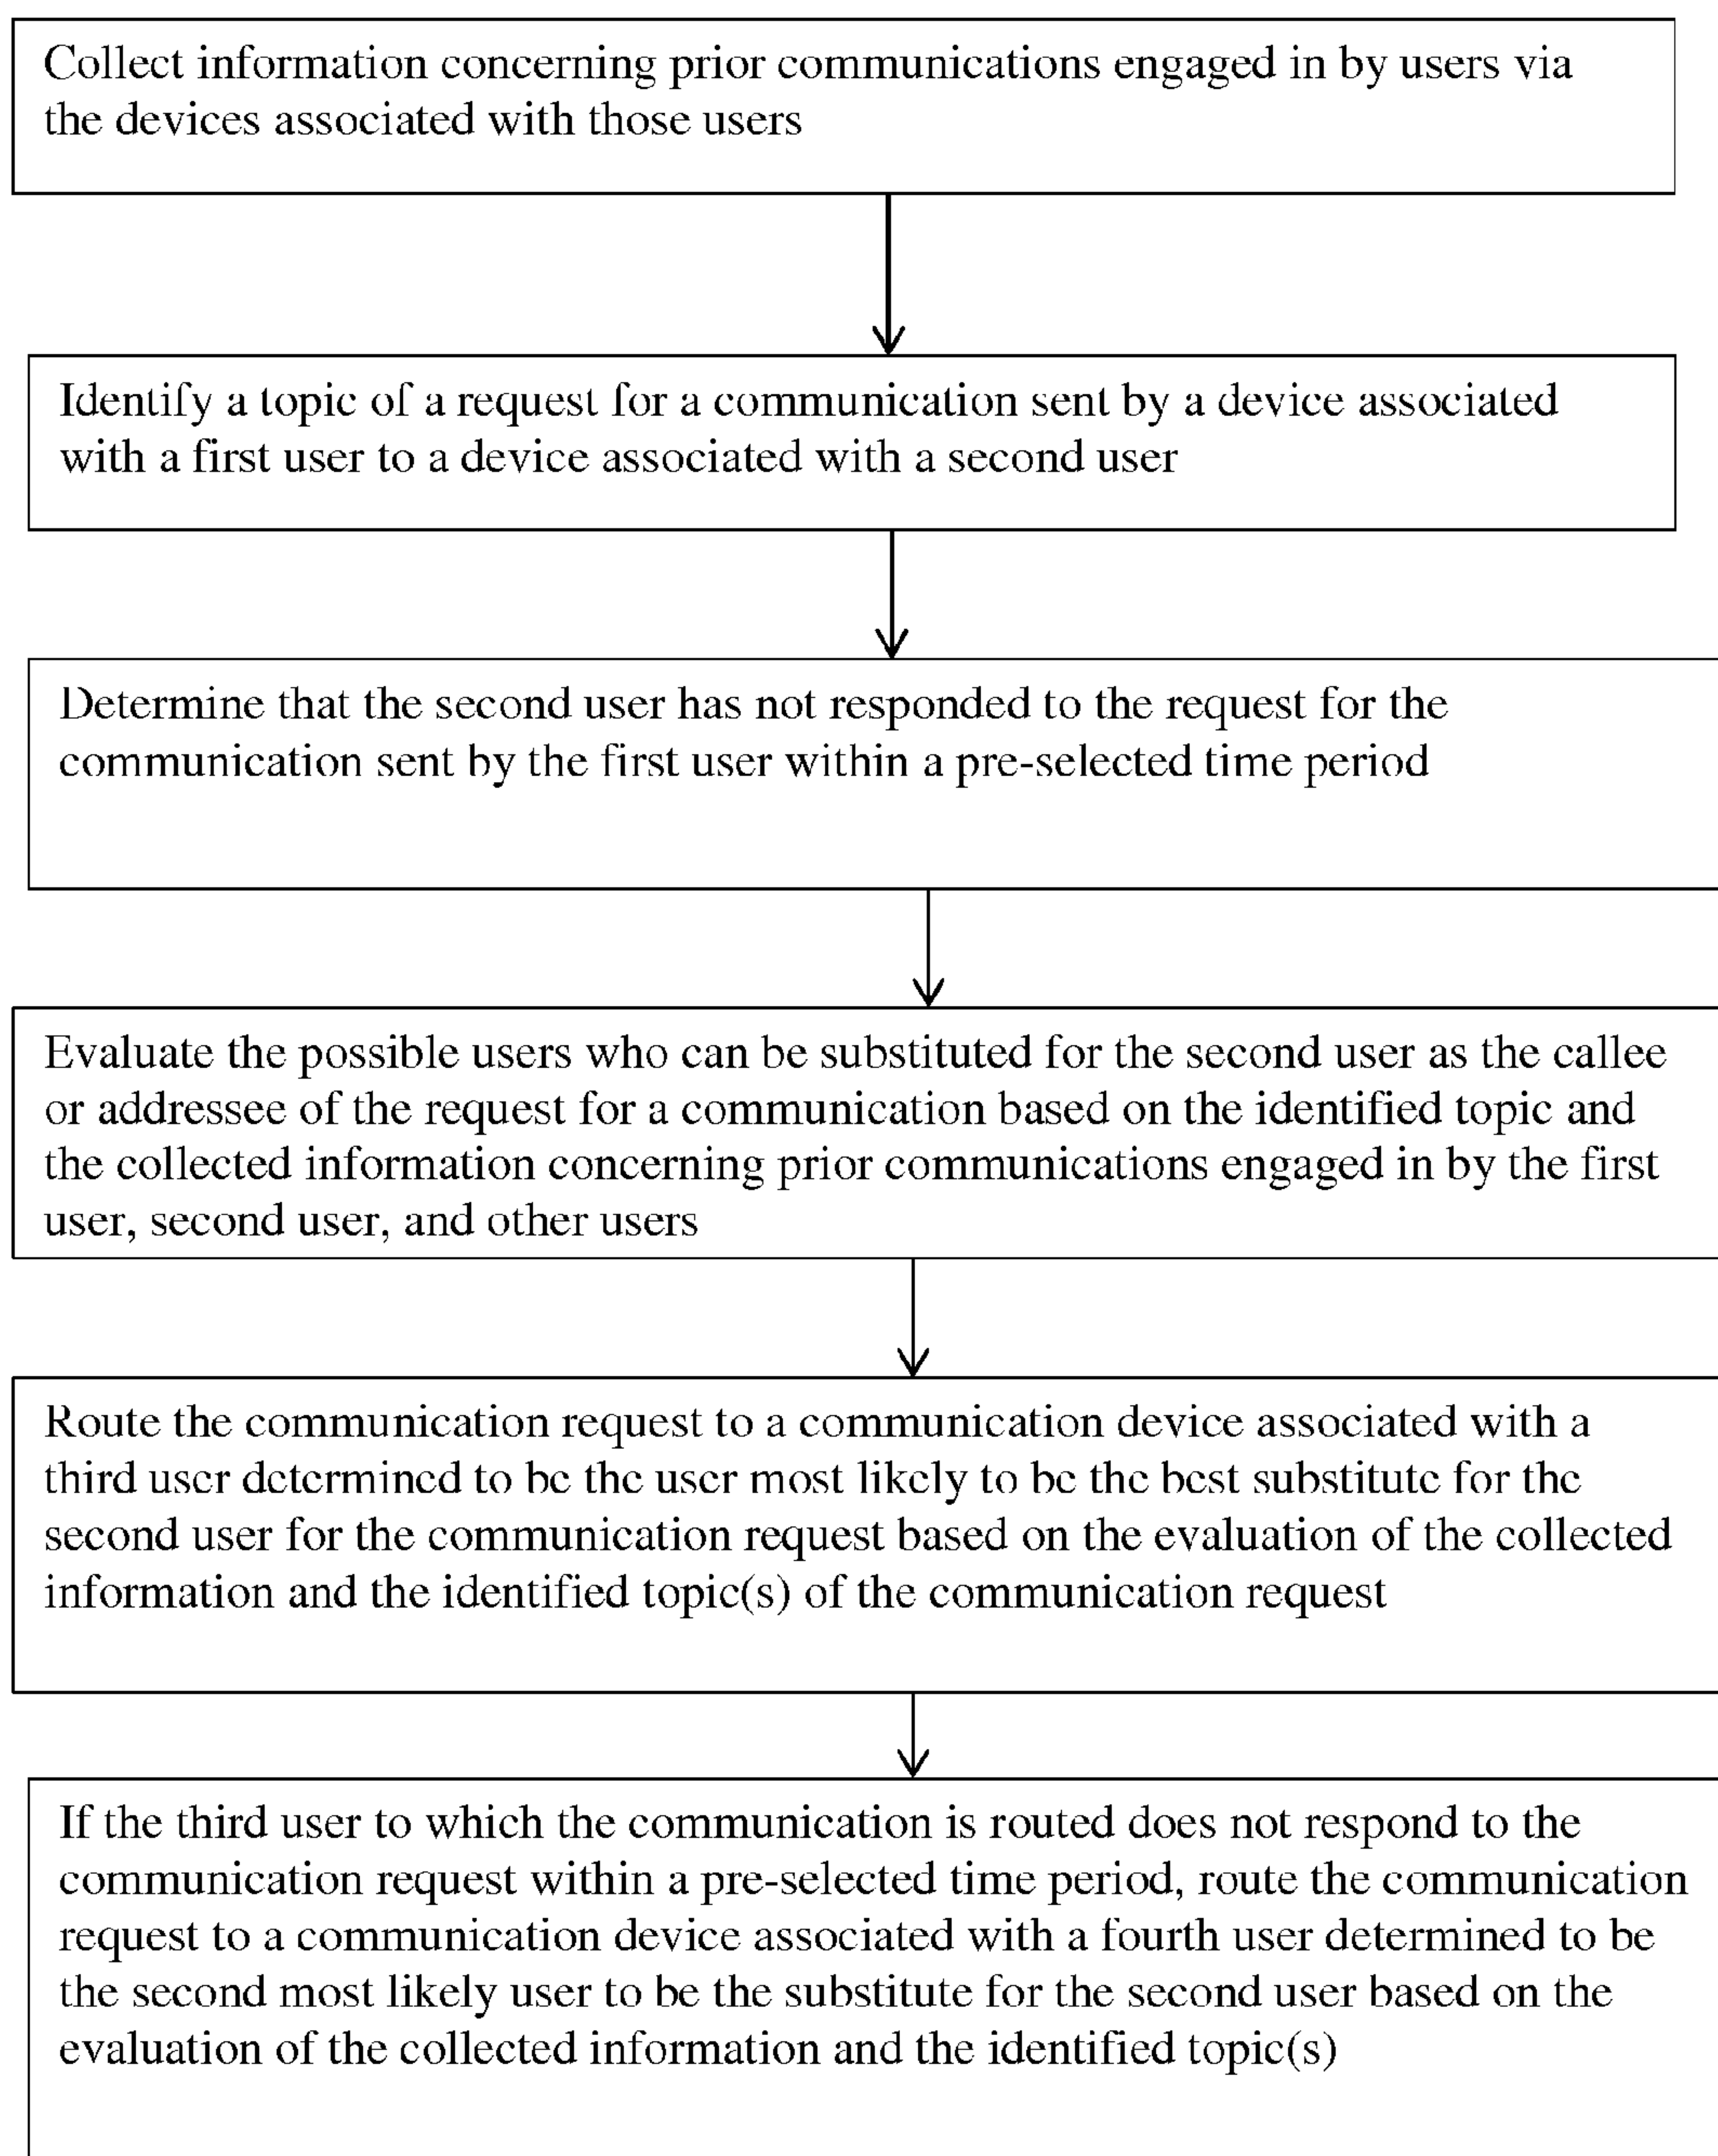 Collect information concerning prior communications engaged in by users via
the devices associated with those users
Identify a topic of a request for a communication sent by a device associated
with a first user to a device associated with a second user
Determine that the second user has not responded to the request for the
communication sent by the first user within a pre-selected time period
Evaluate the possible users who can be substituted for the second user as the callee
or addressee of the request for a communication based on the identified topic and
the collected information concerning prior communications engaged in by the first
user, second user, and other users
Route the communication request to a communication device associated with a
third user determined to be the user most likely to be the best substitute for the
second user for the communication request based on the evaluation of the collected
information and the identified topic(s) of the communication request
If the third user to which the communication is routed does not respond to the
communication request within a pre-selected time period, route the communication
request to a communication device associated with a fourth user determined to be
the second most likely user to be the substitute for the second user based on the
evaluation of the collected information and the identified topic(s)